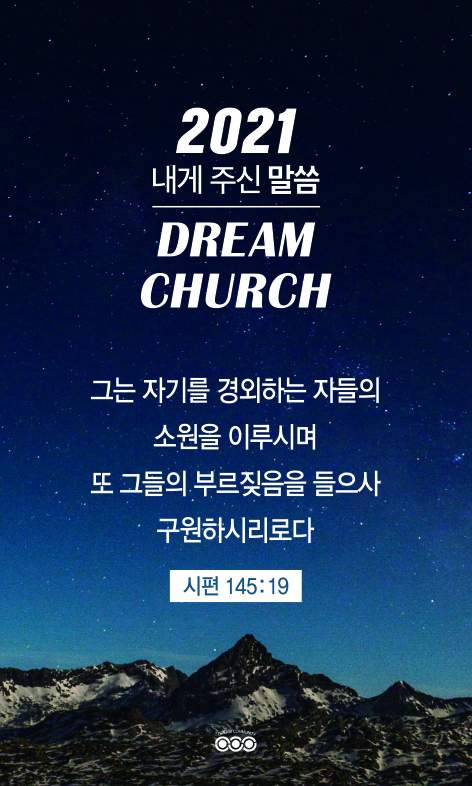 2021
내게 주신 말씀
DREAM
CHURCH
그는 자기를 경외하는 자들의
소원을 이루시며
또 그들의 부르짖음을 들으사
구원하시리로다
시편 145:19